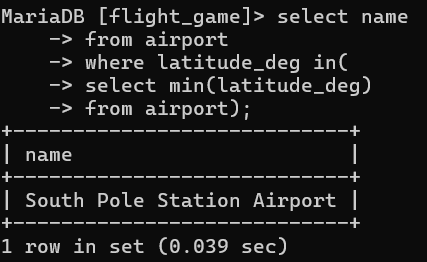 MariaDB [flight_game]> select name
    -> from airport
    -> where latitude_deg in(
    -> select min(latitude_deg)
    -> from airport);
+----------------------------+
| name                       |
+----------------------------+
| South Pole Station Airport |
+----------------------------+
1 row in set (0.039 sec)